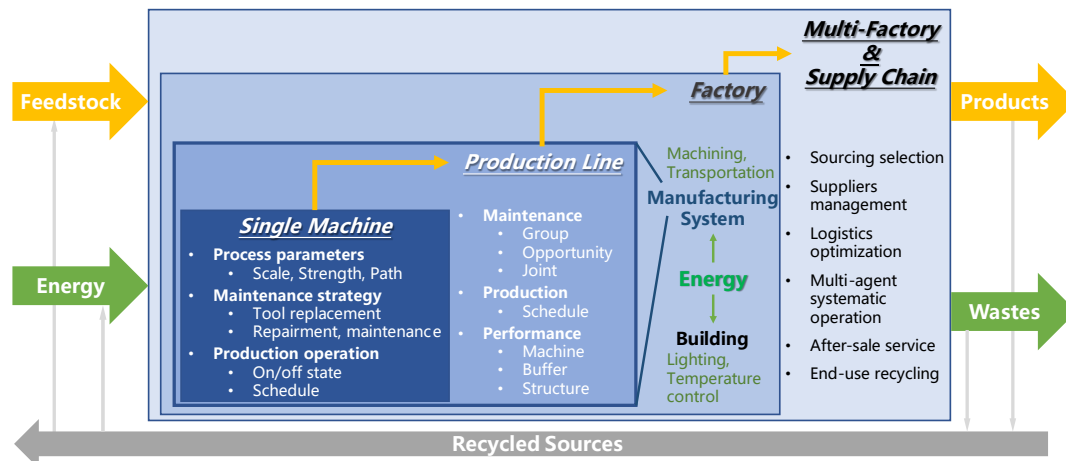 Multi-Factory
&
Supply Chain
Feedstock
Factory
Products
Production Line
Machining,
Transportation
Manufacturing
System
Single Machine
• Process parameters
• Scale, Strength, Path
• Maintenance strategy
• Tool replacement
• Repairment, maintenance
• Production operation
• On/off state
• Schedule
• Maintenance
• Group
• Opportunity
• Joint
• Production
• Schedule
• Performance
• Machine
• Buffer
• Structure
Energy
Energy
Building
Lighting,
Temperature
control
• Sourcing selection
• Suppliers
management
• Logistics
optimization
• Multi-agent
systematic
operation
• After-sale service
• End-use recycling
Wastes
Recycled Sources